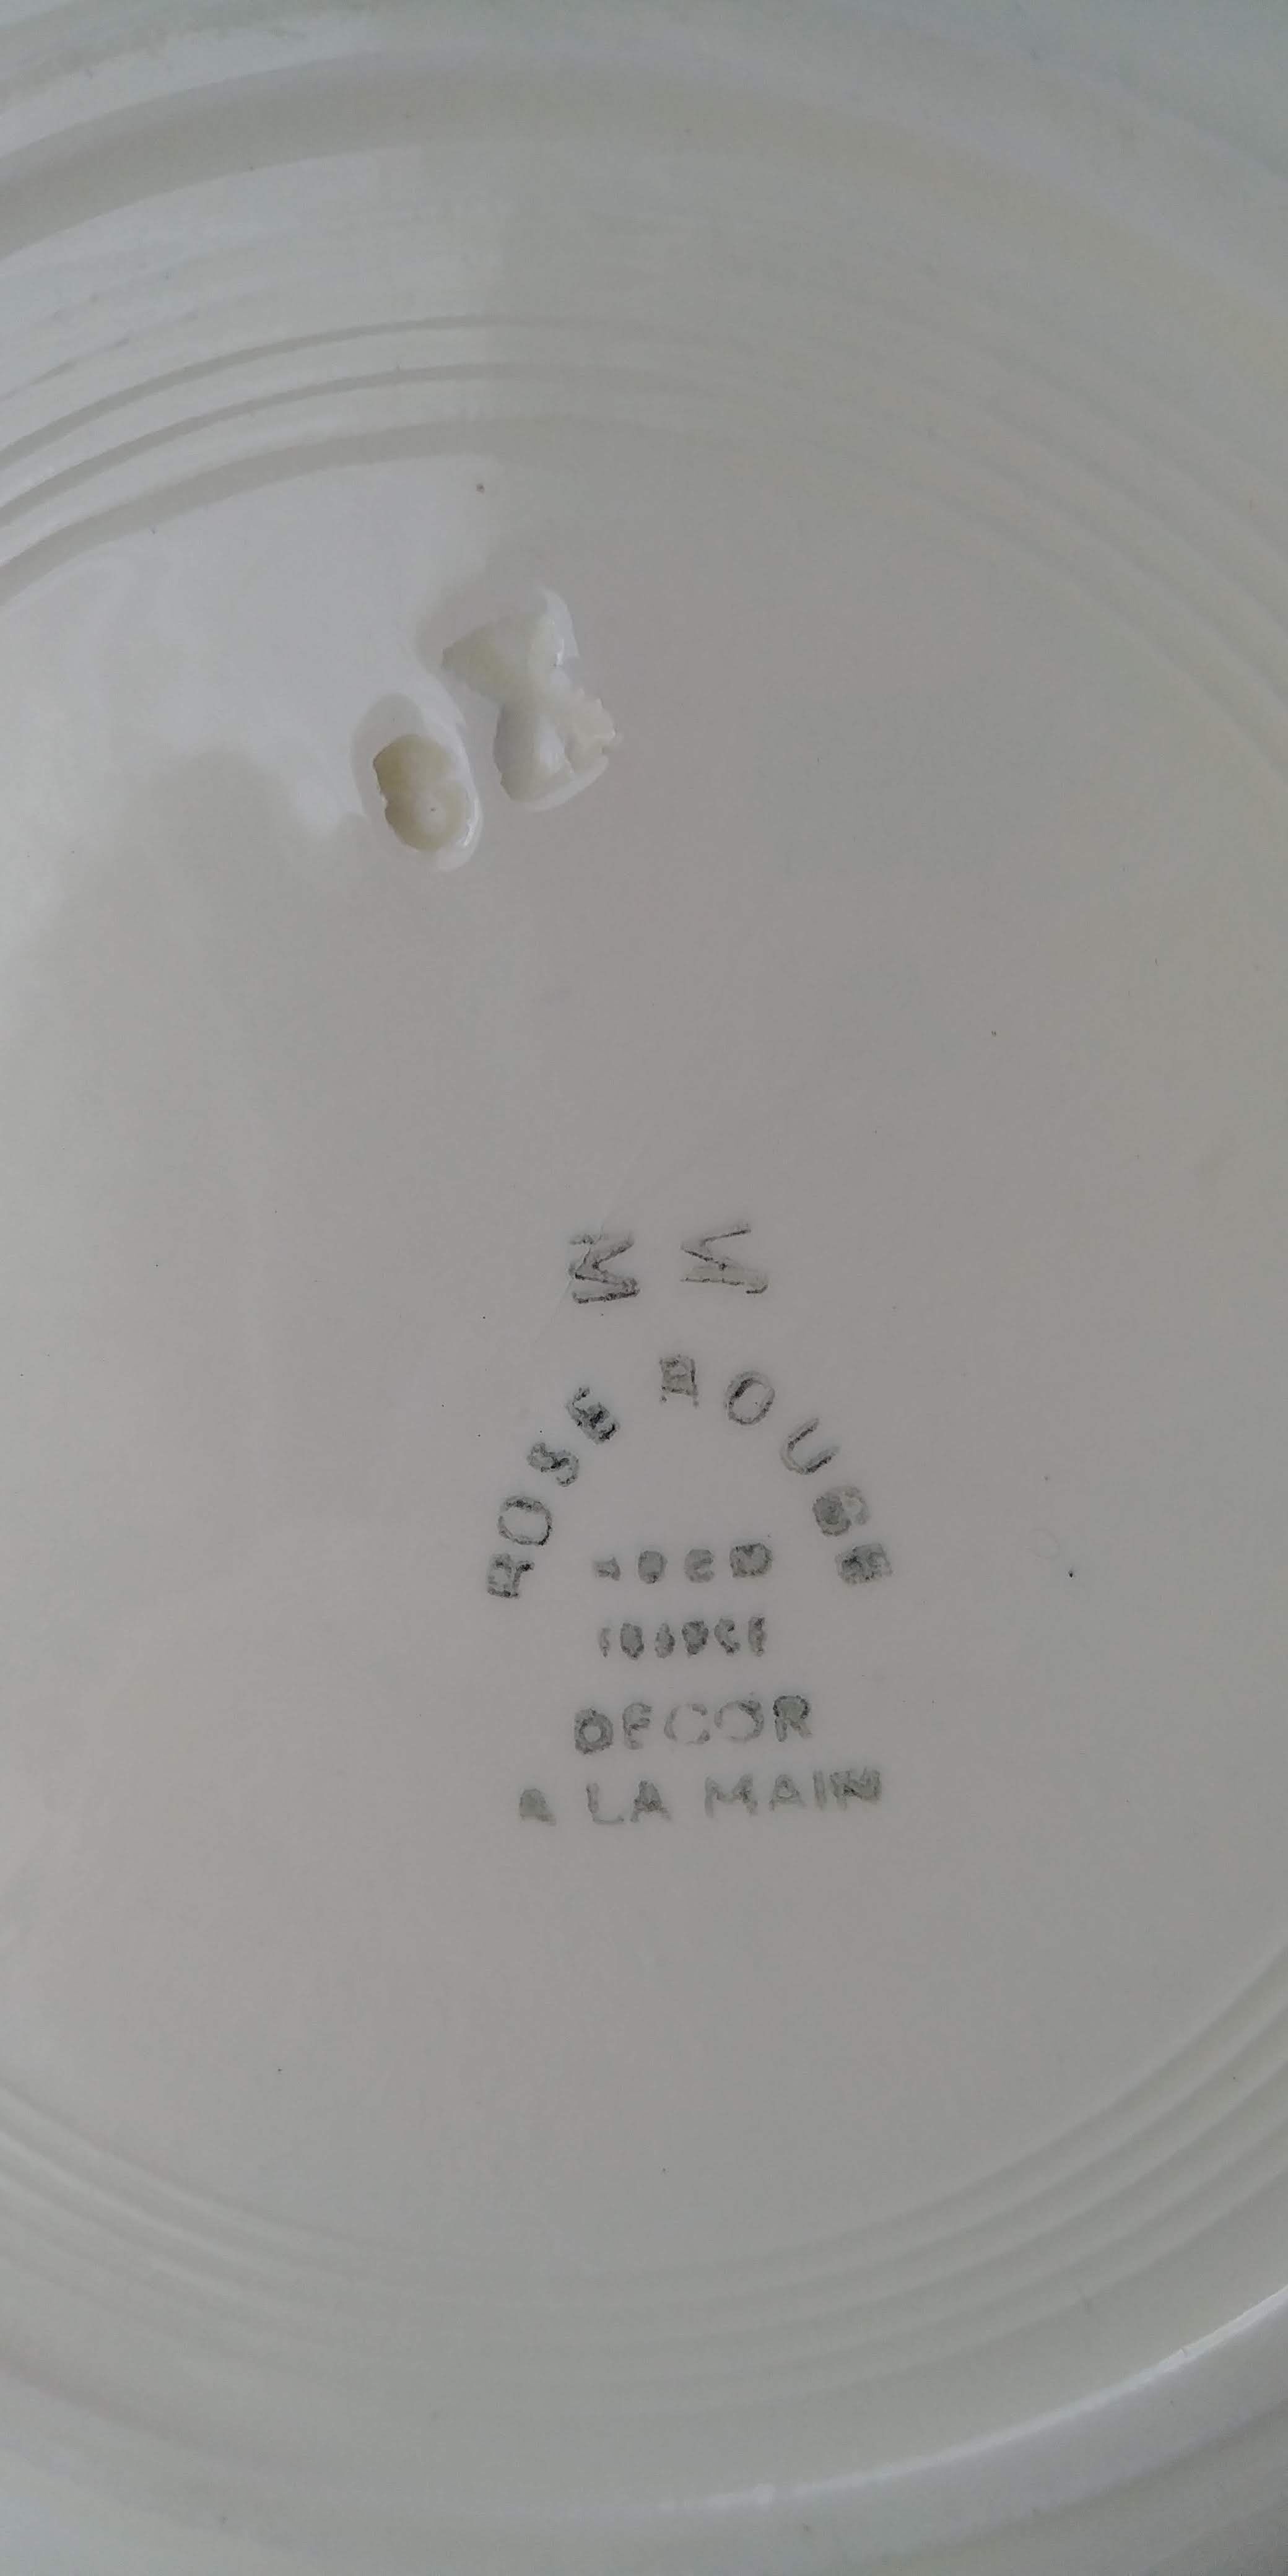 M M
ROSE ROUGE
DECOR
A LA MAIN